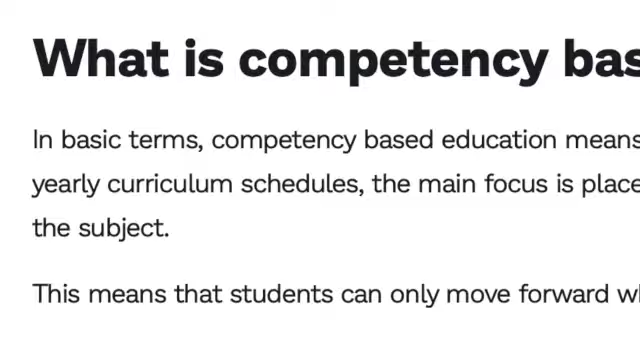 What is competency bas
In basic terms, competency based education means
yearly curriculum schedules, the main focus is place
the subject.
This means that students can only move forward wh